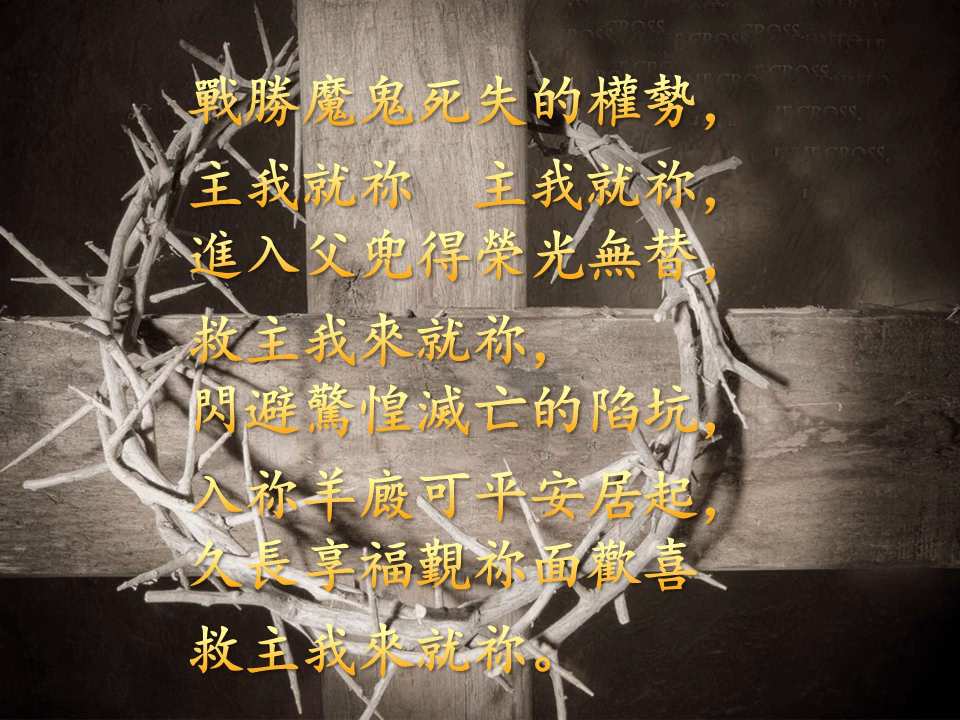 戰勝魔鬼死失的權勢，
主我就祢　主我就祢，
進入父兜得榮光無替，
救主我來就祢，
閃避驚惶滅亡的陷坑，
入祢羊廄可平安居起，
久長享福覲祢面歡喜
救主我來就祢。